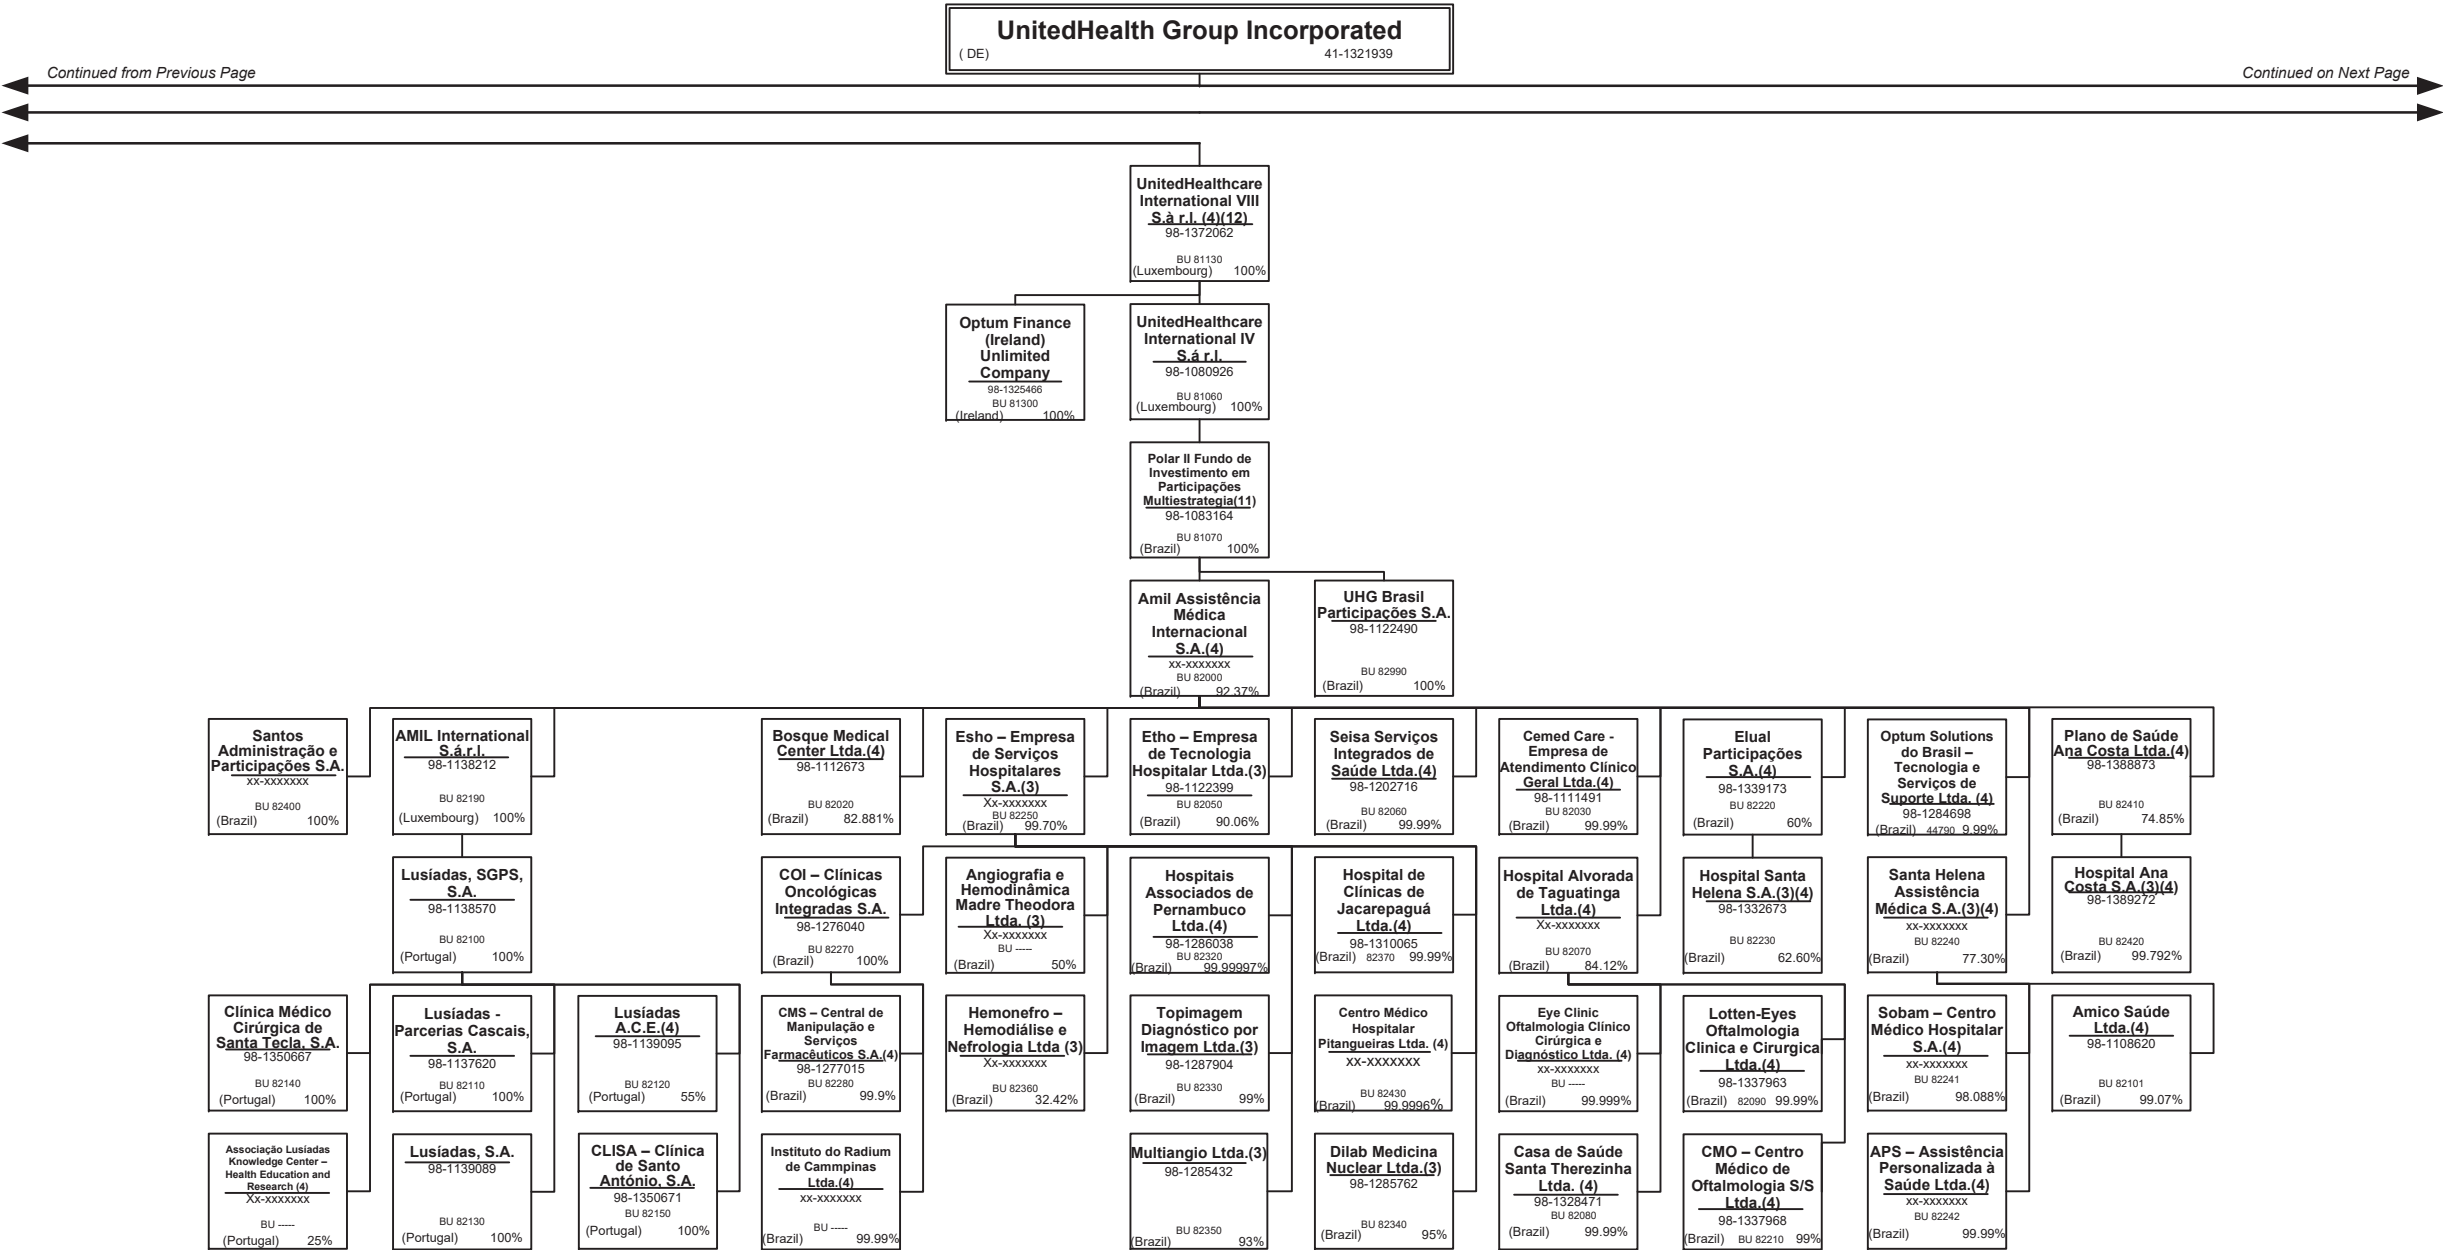 UnitedHealth Group Incorporated
( DE) 41-1321939
Continued from Previous Page
Continued on Next Page
UnitedHealthcare
International VIII
S.à r.l. (4)(12)
98-1372062
BU 81130
(Luxembourg) 100%
Optum Finance
(Ireland)
Unlimited
Company
98-1325466
BU 81300
(Ireland) 100%
UnitedHealthcare
International IV
S.á r.l.
98-1080926
BU 81060
(Luxembourg) 100%
Polar II Fundo de
Investimento em
Participações
Multiestrategia(11)
98-1083164
BU 81070
(Brazil) 100%
Amil Assistência
Médica
Internacional
S.A.(4)
xx-xxxxxxx
BU 82000
(Brazil) 92.37%
UHG Brasil
Participações S.A.
98-1122490
BU 82990
(Brazil) 100%
Santos
Administração e
Participações S.A.
xx-xxxxxxx
BU 82400
(Brazil) 100%
AMIL International
S.á.r.l.
98-1138212
BU 82190
(Luxembourg) 100%
Bosque Medical
Center Ltda.(4)
98-1112673
BU 82020
(Brazil) 82.881%
Esho – Empresa
de Serviços
Hospitalares
S.A.(3)
Xx-xxxxxxx
BU 82250
(Brazil) 99.70%
Etho – Empresa
de Tecnologia
Hospitalar Ltda.(3)
98-1122399
BU 82050
(Brazil) 90.06%
Seisa Serviços
Integrados de
Saúde Ltda.(4)
98-1202716
BU 82060
(Brazil) 99.99%
Cemed Care -
Empresa de
Atendimento Clínico
Geral Ltda.(4)
98-1111491
BU 82030
(Brazil) 99.99%
Elual
Participações
S.A.(4)
98-1339173
BU 82220
(Brazil) 60%
Optum Solutions
do Brasil –
Tecnologia e
Serviços de
Suporte Ltda. (4)
98-1284698
(Brazil) 44790 9.99%
Plano de Saúde
Ana Costa Ltda.(4)
98-1388873
BU 82410
(Brazil) 74.85%
Lusíadas, SGPS,
S.A.
98-1138570
BU 82100
(Portugal) 100%
COI – Clínicas
Oncológicas
Integradas S.A.
98-1276040
BU 82270
(Brazil) 100%
Angiografia e
Hemodinâmica
Madre Theodora
Ltda. (3)
Xx-xxxxxxx
BU -----
(Brazil) 50%
Hospitais
Associados de
Pernambuco
Ltda.(4)
98-1286038
BU 82320
(Brazil) 99.99997%
Hospital de
Clínicas de
Jacarepaguá
Ltda.(4)
98-1310065
(Brazil) 82370 99.99%
Hospital Alvorada
de Taguatinga
Ltda.(4)
Xx-xxxxxxx
BU 82070
(Brazil) 84.12%
Hospital Santa
Helena S.A.(3)(4)
98-1332673
BU 82230
(Brazil) 62.60%
Santa Helena
Assistência
Médica S.A.(3)(4)
xx-xxxxxxx
BU 82240
(Brazil) 77.30%
Hospital Ana
Costa S.A.(3)(4)
98-1389272
BU 82420
(Brazil) 99.792%
Clínica Médico
Cirúrgica de
Santa Tecla, S.A.
98-1350667
BU 82140
(Portugal) 100%
Lusíadas -
Parcerias Cascais,
S.A.
98-1137620
BU 82110
(Portugal) 100%
Lusíadas
A.C.E.(4)
98-1139095
BU 82120
(Portugal) 55%
CMS – Central de
Manipulação e
Serviços
Farmacêuticos S.A.(4)
98-1277015
BU 82280
(Brazil) 99.9%
Hemonefro –
Hemodiálise e
Nefrologia Ltda (3)
Xx-xxxxxxx
BU 82360
(Brazil) 32.42%
Topimagem
Diagnóstico por
Imagem Ltda.(3)
98-1287904
BU 82330
(Brazil) 99%
Centro Médico
Hospitalar
Pitangueiras Ltda. (4)
xx-xxxxxxx
BU 82430
(Brazil) 99.9996%
Eye Clinic
Oftalmologia Clínico
Cirúrgica e
Diagnóstico Ltda. (4)
xx-xxxxxxx
BU -----
(Brazil) 99.999%
Lotten-Eyes
Oftalmologia
Clinica e Cirurgica
Ltda.(4)
98-1337963
(Brazil) 82090 99.99%
Sobam – Centro
Médico Hospitalar
S.A.(4)
xx-xxxxxxx
BU 82241
(Brazil) 98.088%
Amico Saúde
Ltda.(4)
98-1108620
BU 82101
(Brazil) 99.07%
Associação Lusíadas
Knowledge Center –
Health Education and
Research (4)
Xx-xxxxxxx
BU -----
(Portugal) 25%
Lusíadas, S.A.
98-1139089
BU 82130
(Portugal) 100%
CLISA – Clínica
de Santo
António, S.A.
98-1350671
BU 82150
(Portugal) 100%
Instituto do Radium
de Cammpinas
Ltda.(4)
xx-xxxxxxx
BU -----
(Brazil) 99.99%
Multiangio Ltda.(3)
98-1285432
BU 82350
(Brazil) 93%
Dilab Medicina
Nuclear Ltda.(3)
98-1285762
BU 82340
(Brazil) 95%
Casa de Saúde
Santa Therezinha
Ltda. (4)
98-1328471
BU 82080
(Brazil) 99.99%
CMO – Centro
Médico de
Oftalmologia S/S
Ltda.(4)
98-1337968
(Brazil) BU 82210 99%
APS – Assistência
Personalizada à
Saúde Ltda.(4)
xx-xxxxxxx
BU 82242
(Brazil) 99.99%